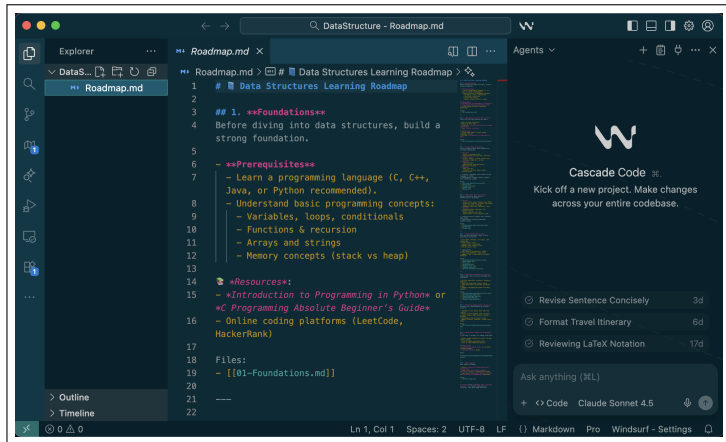 DataStructure - Roadmap.md
Explorer
DataS...
Roadmap.md
Outline
Timeline
Roadmap.md
Roadmap.md > # Data Structures Learning Roadmap >
1 # 📘 Data Structures Learning Roadmap
2
3 ## 1. **Foundations**
4 Before diving into data structures, build a
strong foundation.
5
6 - **Prerequisites**
7 - Learn a programming language (C, C++,
Java, or Python recommended).
8 - Understand basic programming concepts:
9 - Variables, loops, conditionals
10 - Functions & recursion
11 - Arrays and strings
12 - Memory concepts (stack vs heap)
13
14 📚 *Resources*:
15 - *Introduction to Programming in Python* or
*C Programming Absolute Beginner’s Guide*
16 - Online coding platforms (LeetCode,
HackerRank)
17
18 Files:
19 - [[01-Foundations.md]]
20
21 ---
22
Agents
Cascade Code ⌘.
Kick off a new project. Make changes
across your entire codebase.
Revise Sentence Concisely 3d
Format Travel Itinerary 6d
Reviewing LaTeX Notation 17d
Ask anything (⌘L)
+ <> Code Claude Sonnet 4.5
0 0 Ln 1, Col 1 Spaces: 2 UTF-8 LF {} Markdown Pro Windsurf - Settings